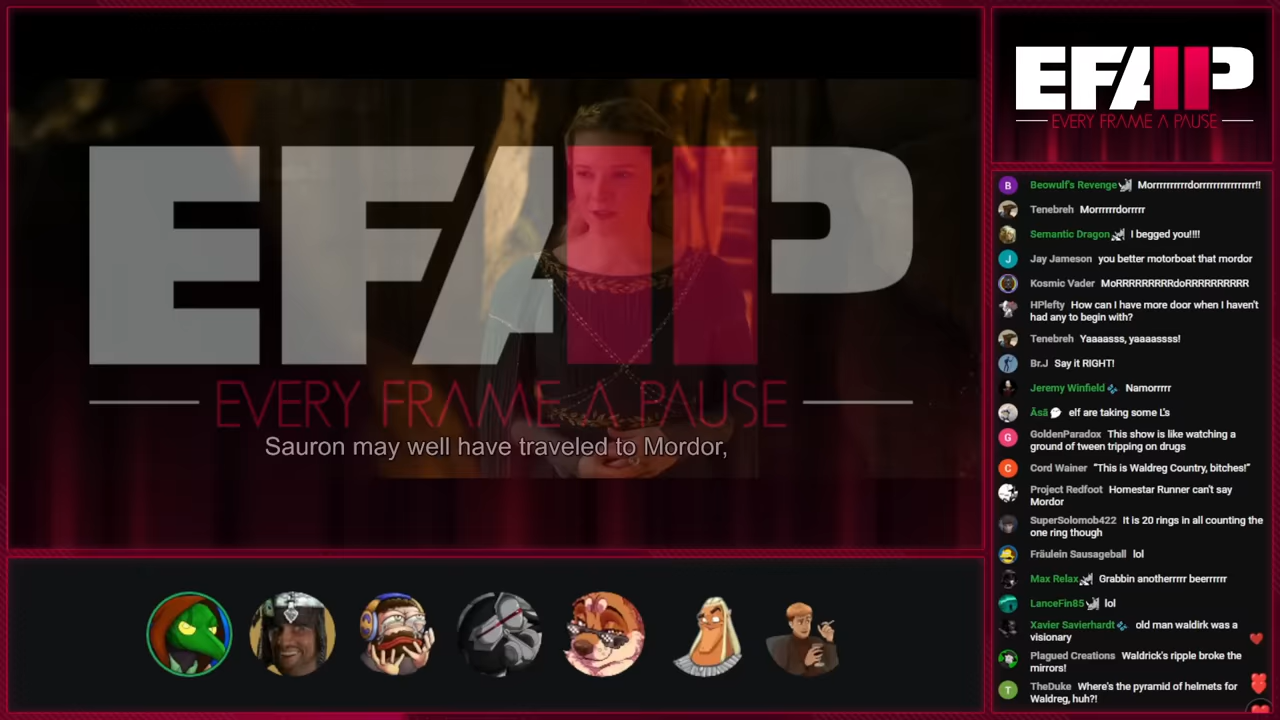 EFAP
EVERY FRAME A PAUSE
Sauron may well have traveled to Mordor,
EFAP
EVERY FRAME A PAUSE
B Beowulf's Revenge Morrrrrrrrrdorrrrrrrrrrrrrrrr!!
Tenebreh Morrrrrrdorrrrr
Semantic Dragon I begged you!!!!
J Jay Jameson you better motorboat that mordor
Kosmic Vader MoRRRRRRRRRdoRRRRRRRRRR
HPlefty How can I have more door when I haven't
had any to begin with?
Tenebreh Yaaaasss, yaaaassss!
Br.J Say it RIGHT!
Jeremy Winfield Namorrrrr
Āsā elf are taking some L's
G GoldenParadox This show is like watching a
ground of tween tripping on drugs
C Cord Wainer "This is Waldreg Country, bitches!"
Project Redfoot Homestar Runner can't say
Mordor
SuperSolomob422 It is 20 rings in all counting the
one ring though
Fräulein Sausageball lol
Max Relax Grabbin anotherrrrr beerrrrrr
LanceFin85 lol
Xavier Savierhardt old man waldirk was a
visionary
Plagued Creations Waldrick's ripple broke the
mirrors!
T TheDuke Where's the pyramid of helmets for
Waldreg, huh?!